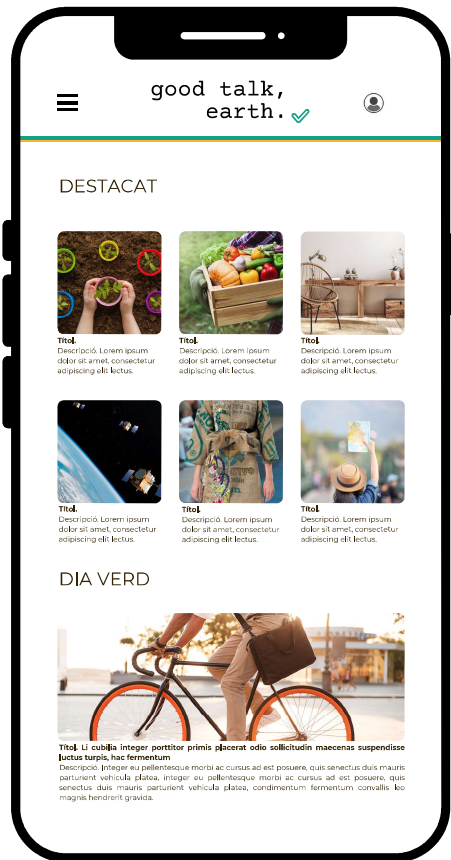 good talk,
earth.
DESTACAT
Títol.
Descripció. Lorem ipsum
dolor sit amet, consectetur
adipiscing elit lectus.
Títol.
Descripció. Lorem ipsum
dolor sit amet, consectetur
adipiscing elit lectus.
Títol.
Descripció. Lorem ipsum
dolor sit amet, consectetur
adipiscing elit lectus.
Títol.
Descripció. Lorem ipsum
dolor sit amet, consectetur
adipiscing elit lectus.
Títol.
Descripció. Lorem ipsum
dolor sit amet, consectetur
adipiscing elit lectus.
Títol.
Descripció. Lorem ipsum
dolor sit amet, consectetur
adipiscing elit lectus.
DIA VERD
Títol. Li cubilia integer porttitor primis placerat odio sollicitudin maecenas suspendisse
luctus turpis, hac fermentum
Descripció. Integer eu pellentesque morbi ac cursus ad est posuere, quis senectus duis mauris
parturient vehicula platea, integer eu pellentesque morbi ac cursus ad est posuere, quis
senectus duis mauris parturient vehicula platea, condimentum fermentum convallis leo
magnis hendrerit gravida.